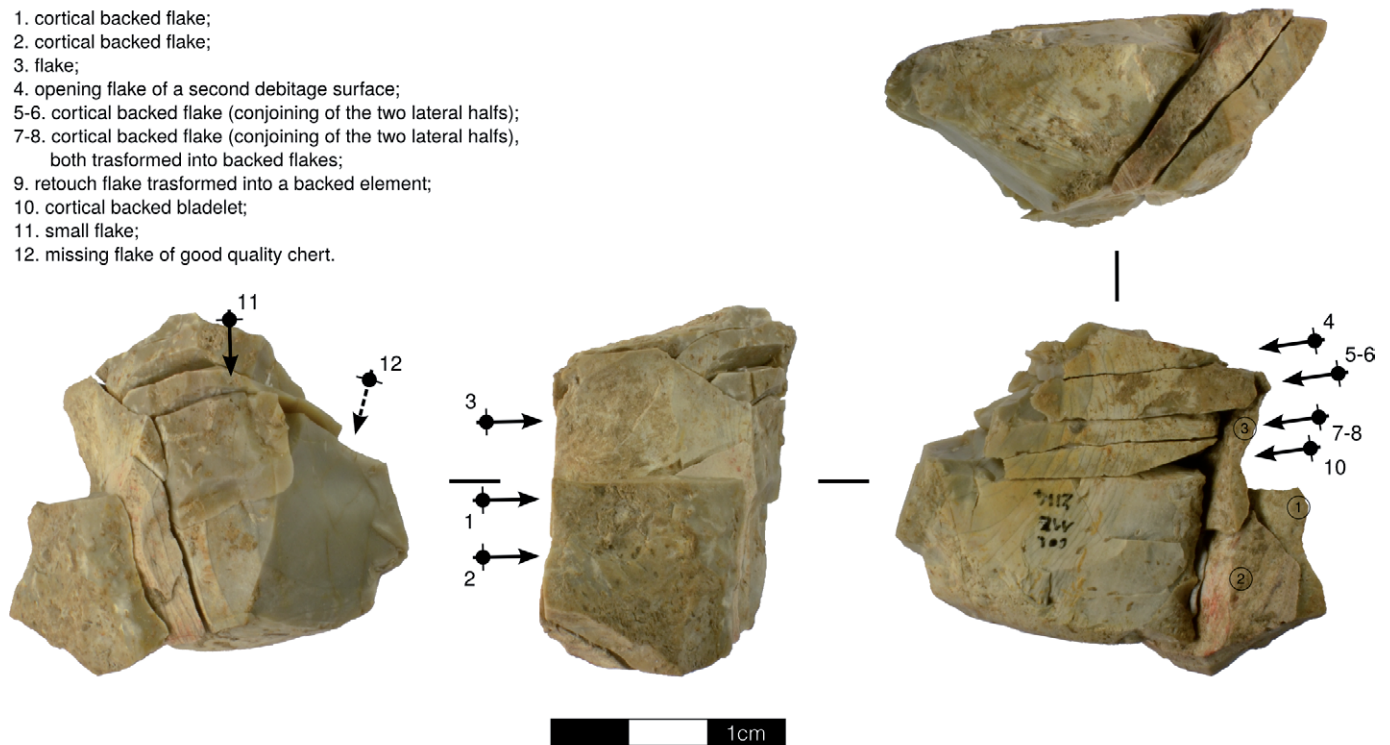 1. cortical backed flake;
2. cortical backed flake;
3. flake;
4. opening flake of a second debitage surface;
5-6. cortical backed flake (conjoining of the two lateral halfs);
7-8. cortical backed flake (conjoining of the two lateral halfs),
both trasformed into backed flakes;
9. retouch flake trasformed into a backed element;
10. cortical backed bladelet;
11. small flake;
12. missing flake of good quality chert.
11
12
3
1
2
4
5-6
7-8
10
3
1
2
COL
ME
2114
1cm